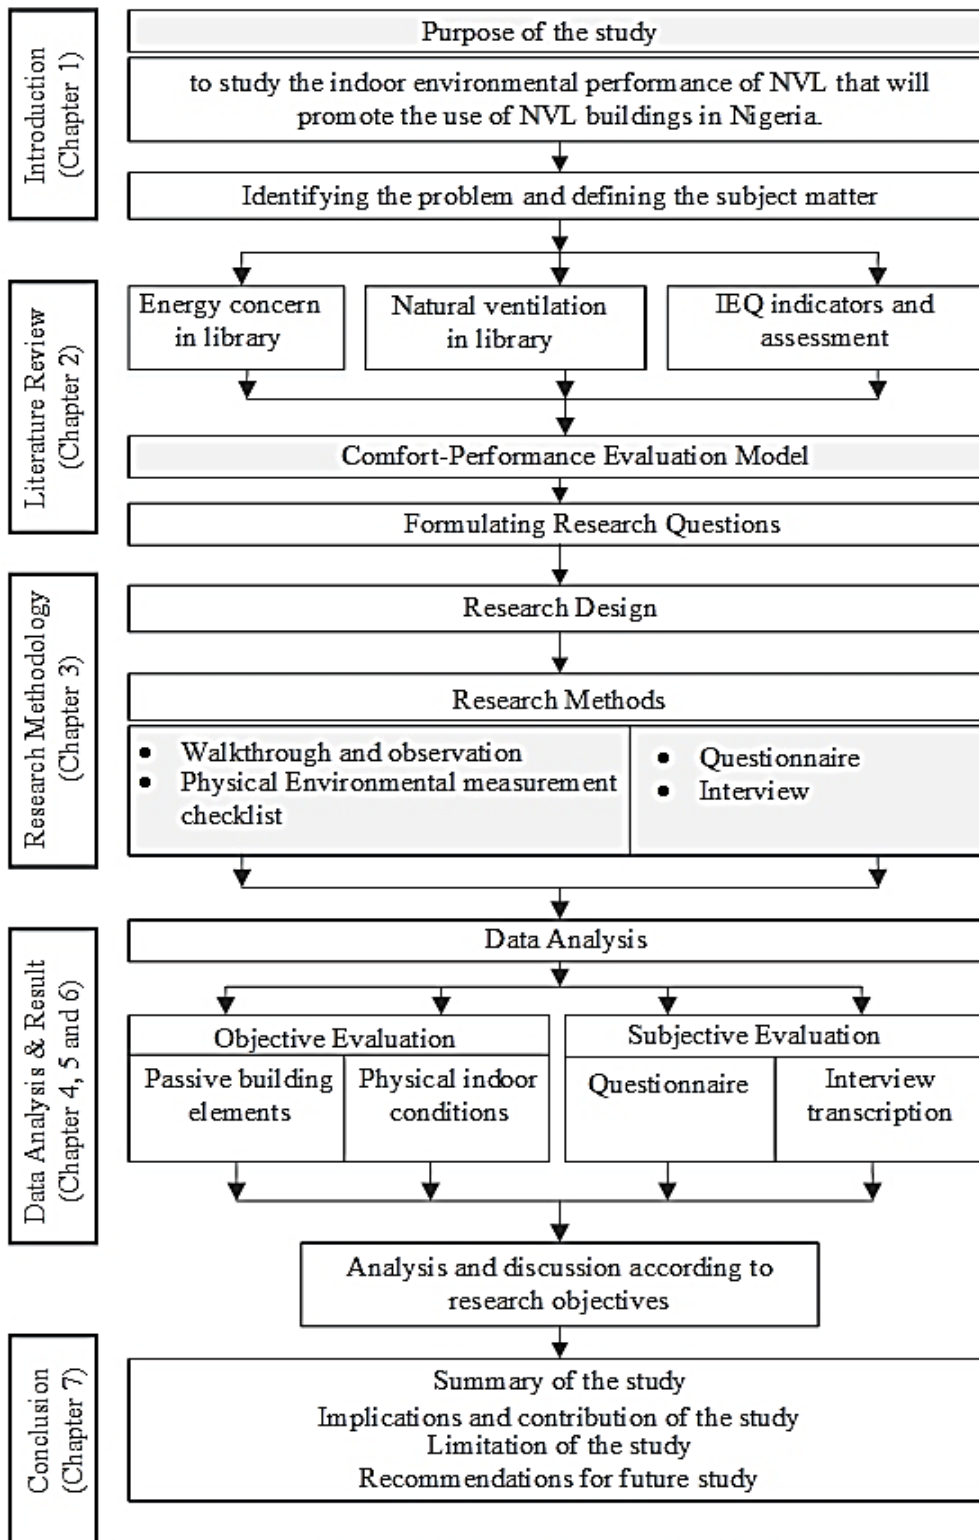 Introduction
(Chapter 1)
Purpose of the study
to study the indoor environmental performance of NVL that will
promote the use of NVL buildings in Nigeria.
Identifying the problem and defining the subject matter
Literature Review
(Chapter 2)
Energy concern
in library
Natural ventilation
in library
IEQ indicators and
assessment
Comfort-Performance Evaluation Model
Formulating Research Questions
Research Methodology
(Chapter 3)
Research Design
Research Methods
• Walkthrough and observation
• Physical Environmental measurement
checklist
• Questionnaire
• Interview
Data Analysis & Result
(Chapter 4, 5 and 6)
Data Analysis
Objective Evaluation
Passive building
elements
Physical indoor
conditions
Subjective Evaluation
Questionnaire
Interview
transcription
Analysis and discussion according to
research objectives
Conclusion
(Chapter 7)
Summary of the study
Implications and contribution of the study
Limitation of the study
Recommendations for future study